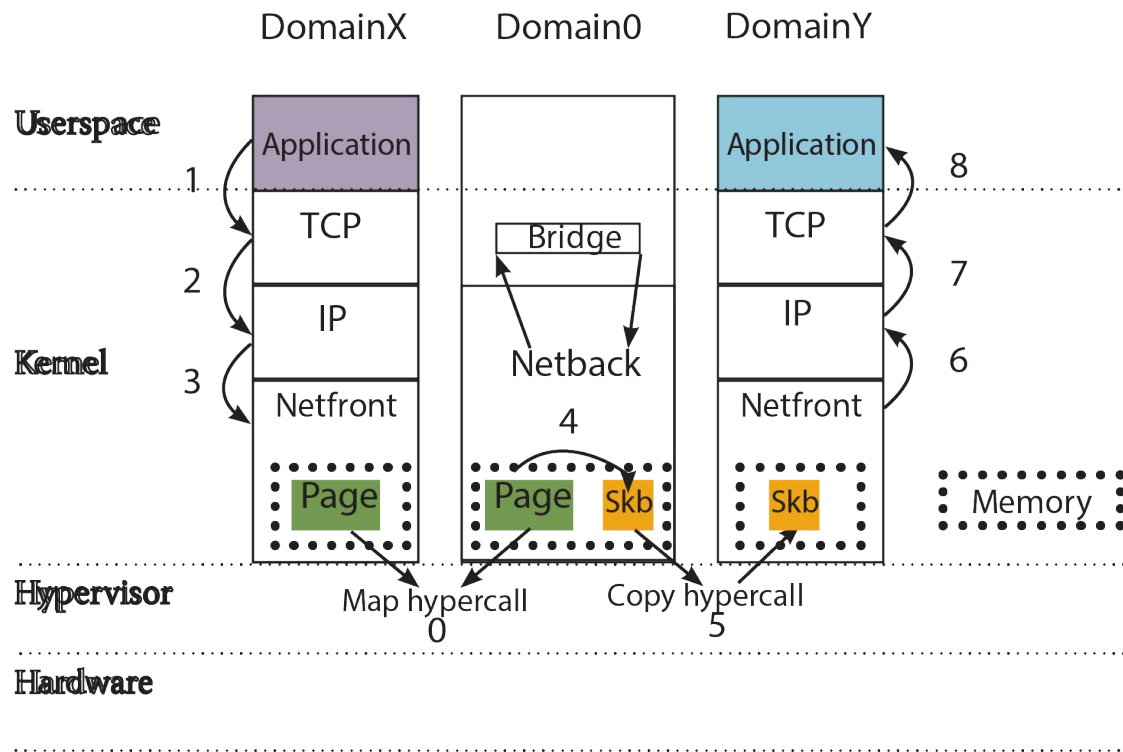 DomainX Domain0 DomainY
Userspace
Application
Application
1
8
TCP
Bridge
TCP
2
7
IP
IP
Kernel
Netback
3
6
Netfront
4
Netfront
Page
Page
Skb
Skb
Memory
Hypervisor
Map hypercall
Copy hypercall
0
5
Hardware